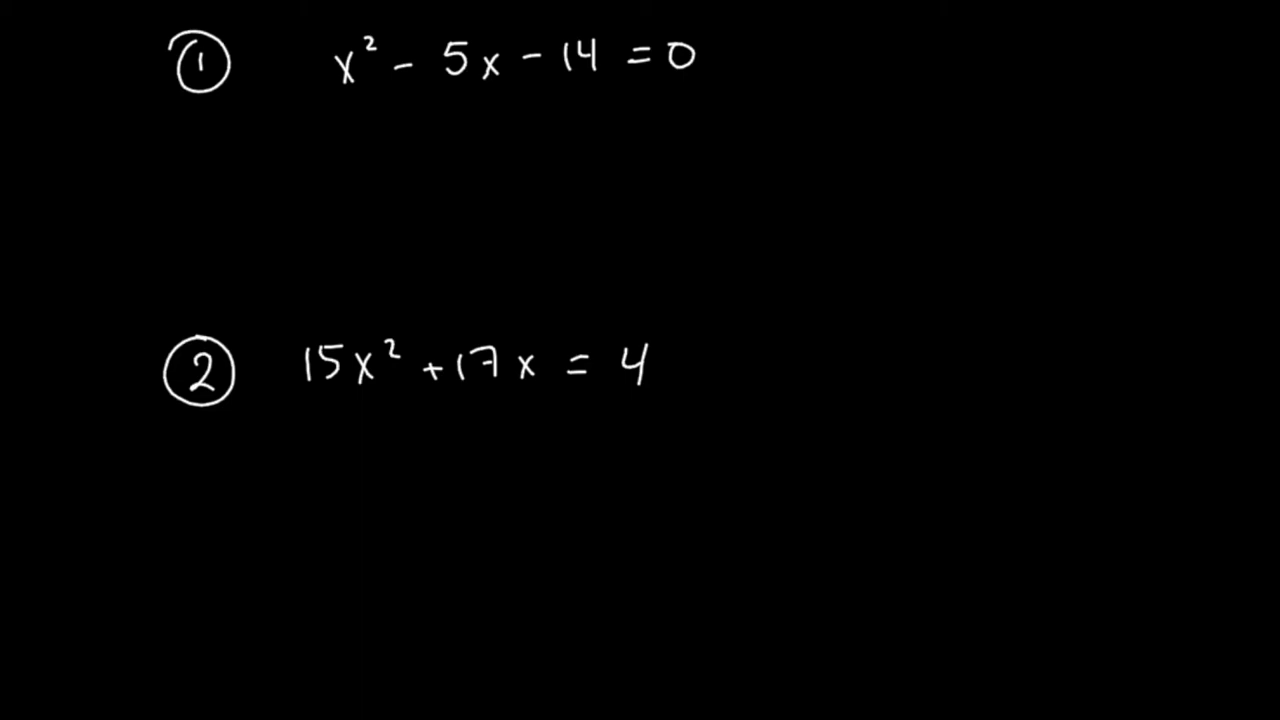 ① x² - 5x - 14 = 0
② 15x² + 17x = 4